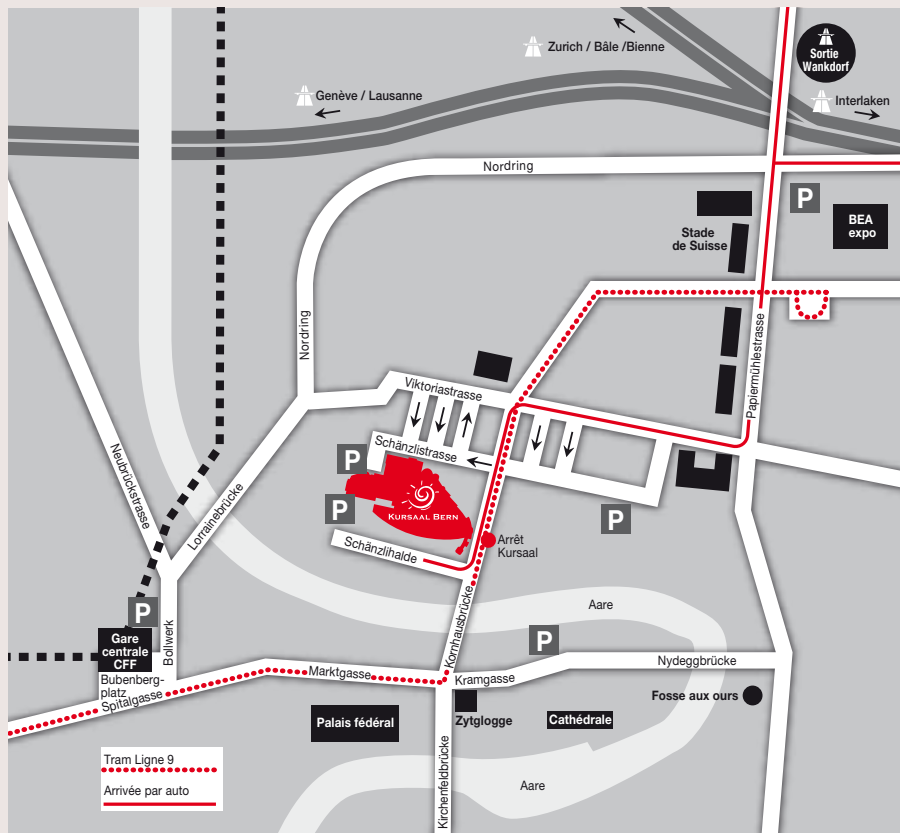 Zurich / Bâle /Bienne
Sortie
Wankdorf
Genève / Lausanne
Interlaken
Nordring
P
BEA
expo
Stade
de Suisse
Nordring
Papiermühlestrasse
Viktoriastrasse
Schänzlistrasse
P
P
KURSAAL BERN
P
Neubrückstrasse
Lorrainebrücke
Schänzlihalde
Arrêt
Kursaal
Aare
P
Gare
centrale
CFF
Bollwerk
Kornhausbrücke
P
Bubenberg-
platz
Spitalgasse
Marktgasse
Kramgasse
Nydeggbrücke
Fosse aux ours
Palais fédéral
Zytglogge
Cathédrale
Kirchenfeldbrücke
Aare
Tram Ligne 9
Arrivée par auto